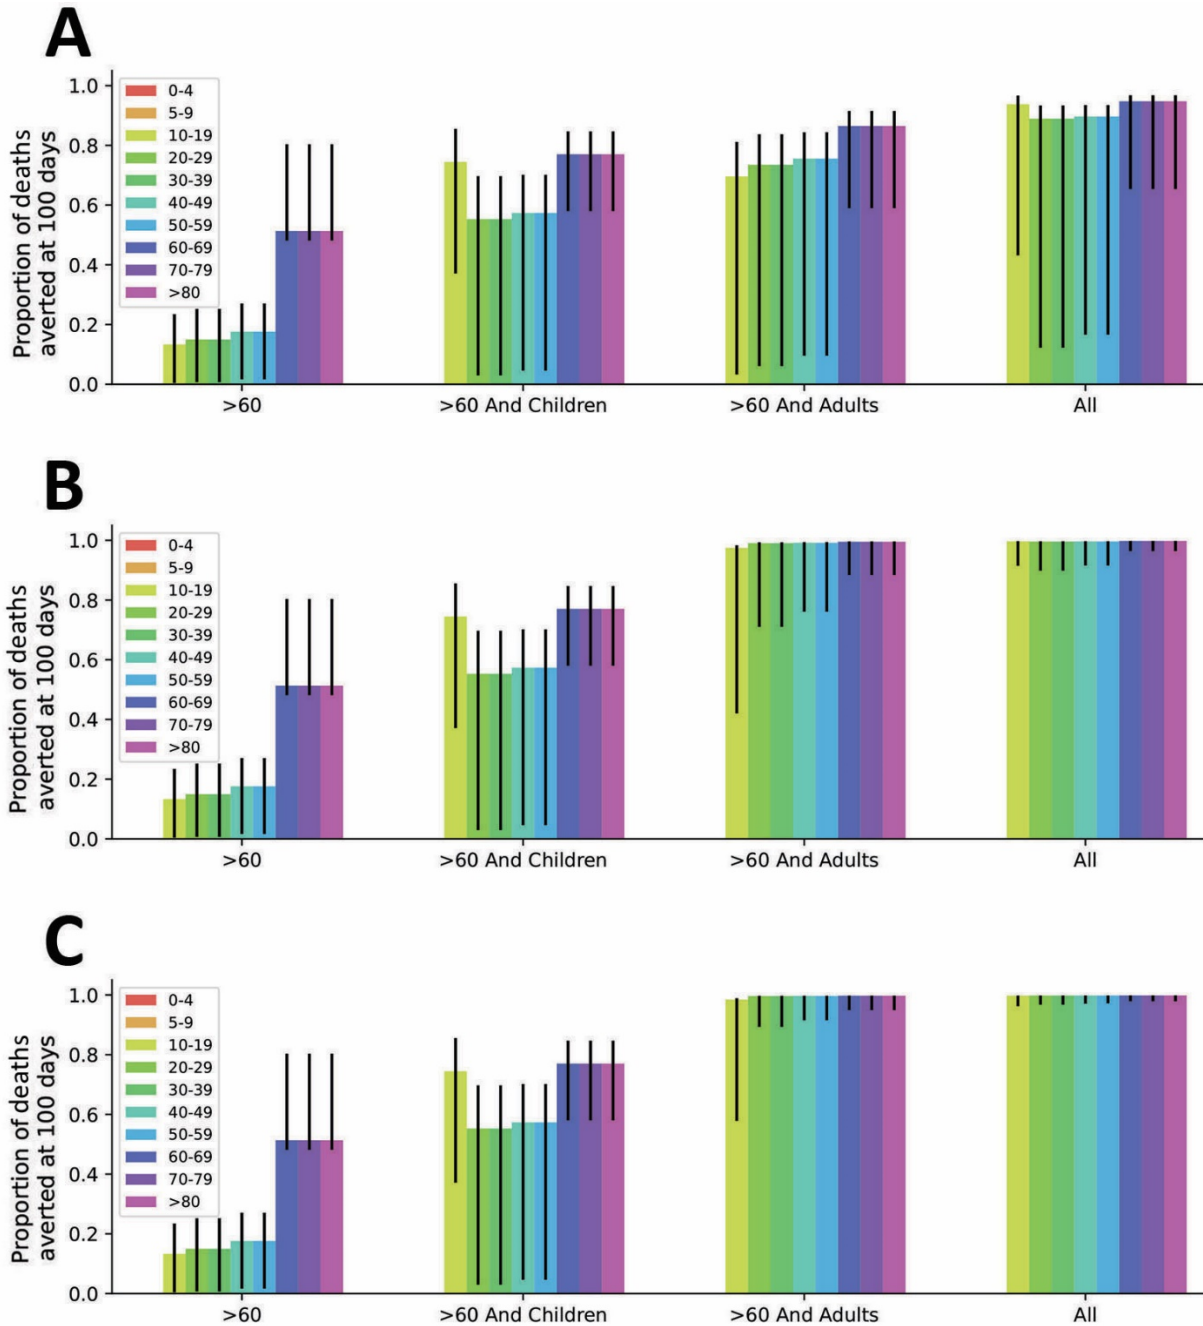 A
Proportion of deaths
averted at 100 days
1.0
0.8
0.6
0.4
0.2
0.0
0-4
5-9
10-19
20-29
30-39
40-49
50-59
60-69
70-79
>80
>60
>60 And Children
>60 And Adults
All
B
Proportion of deaths
averted at 100 days
1.0
0.8
0.6
0.4
0.2
0.0
0-4
5-9
10-19
20-29
30-39
40-49
50-59
60-69
70-79
>80
>60
>60 And Children
>60 And Adults
All
C
Proportion of deaths
averted at 100 days
1.0
0.8
0.6
0.4
0.2
0.0
0-4
5-9
10-19
20-29
30-39
40-49
50-59
60-69
70-79
>80
>60
>60 And Children
>60 And Adults
All